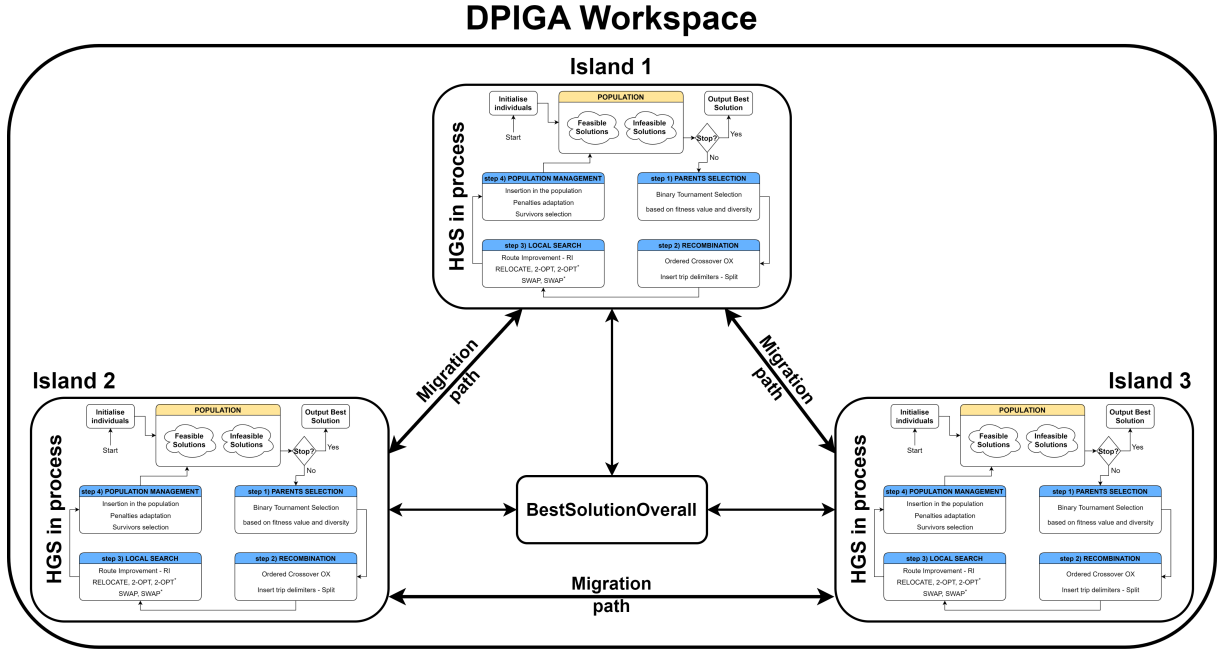 DPIGA Workspace
Island 1
HGS in process
Initialise
individuals
Start
POPULATION
Feasible
Solutions
Infeasible
Solutions
Output Best
Solution
Stop?
Yes
No
step 4) POPULATION MANAGEMENT
Insertion in the population
Penalties adaptation
Survivors selection
step 1) PARENTS SELECTION
Binary Tournament Selection
based on fitness value and diversity
step 3) LOCAL SEARCH
Route Improvement - RI
RELOCATE, 2-OPT, 2-OPT*
SWAP, SWAP*
step 2) RECOMBINATION
Ordered Crossover OX
Insert trip delimiters - Split
Migration
path
Migration
path
Island 2
HGS in process
Initialise
individuals
Start
POPULATION
Feasible
Solutions
Infeasible
Solutions
Output Best
Solution
Stop?
Yes
No
step 4) POPULATION MANAGEMENT
Insertion in the population
Penalties adaptation
Survivors selection
step 1) PARENTS SELECTION
Binary Tournament Selection
based on fitness value and diversity
step 3) LOCAL SEARCH
Route Improvement - RI
RELOCATE, 2-OPT, 2-OPT*
SWAP, SWAP*
step 2) RECOMBINATION
Ordered Crossover OX
Insert trip delimiters - Split
BestSolutionOverall
Migration
path
Island 3
HGS in process
Initialise
individuals
Start
POPULATION
Feasible
Solutions
Infeasible
Solutions
Output Best
Solution
Stop?
Yes
No
step 4) POPULATION MANAGEMENT
Insertion in the population
Penalties adaptation
Survivors selection
step 1) PARENTS SELECTION
Binary Tournament Selection
based on fitness value and diversity
step 3) LOCAL SEARCH
Route Improvement - RI
RELOCATE, 2-OPT, 2-OPT*
SWAP, SWAP*
step 2) RECOMBINATION
Ordered Crossover OX
Insert trip delimiters - Split